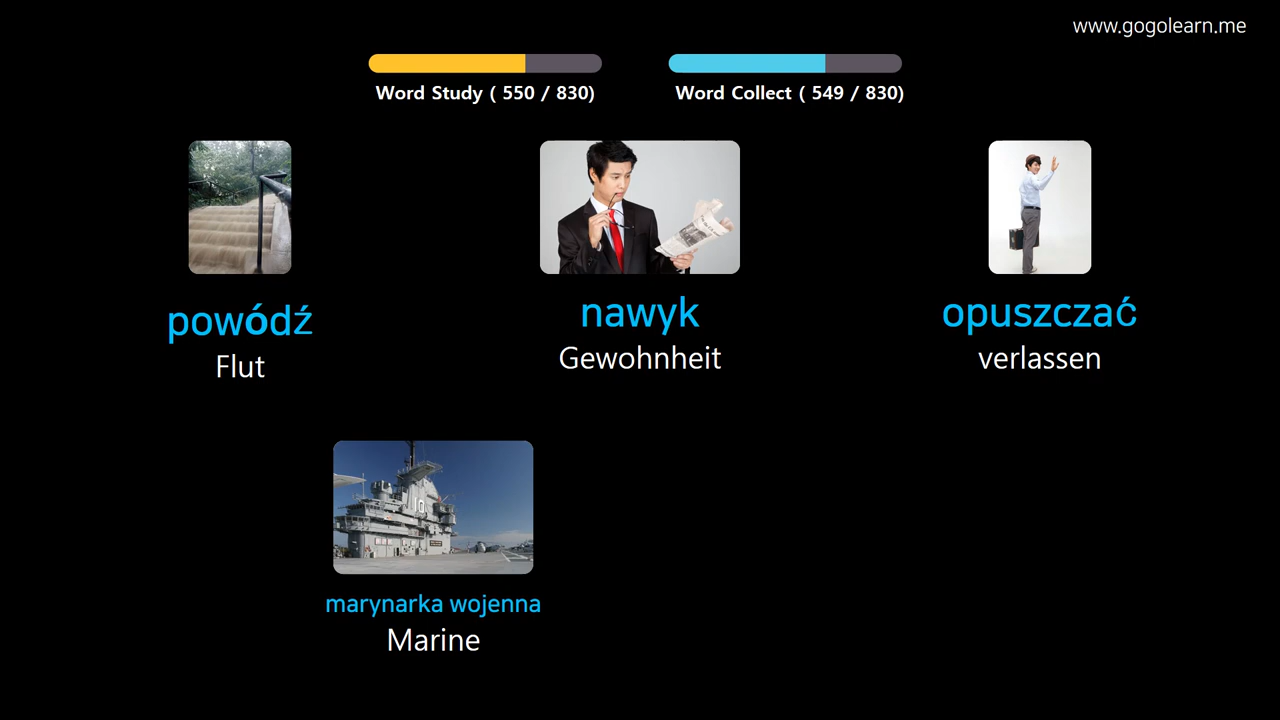 www.gogolearn.me
Word Study ( 550 / 830)
Word Collect ( 549 / 830)
powódź
Flut
nawyk
Gewohnheit
opuszczać
verlassen
10
marynarka wojenna
Marine